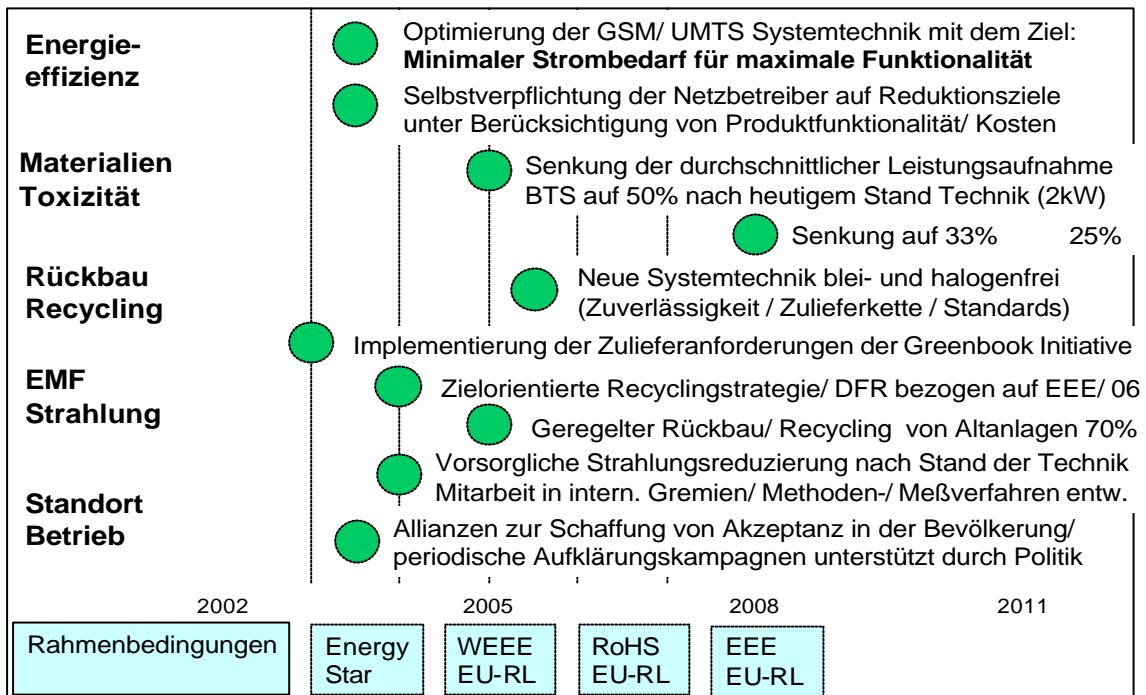 Energie-
effizienz
Optimierung der GSM/ UMTS Systemtechnik mit dem Ziel:
Minimaler Strombedarf für maximale Funktionalität
Selbstverpflichtung der Netzbetreiber auf Reduktionsziele
unter Berücksichtigung von Produktfunktionalität/ Kosten
Materialien
Toxizität
Senkung der durchschnittlicher Leistungsaufnahme
BTS auf 50% nach heutigem Stand Technik (2kW)
Senkung auf 33% 25%
Rückbau
Recycling
Neue Systemtechnik blei- und halogenfrei
(Zuverlässigkeit / Zulieferkette / Standards)
Implementierung der Zulieferanforderungen der Greenbook Initiative
EMF
Strahlung
Zielorientierte Recyclingstrategie/ DFR bezogen auf EEE/ 06
Geregelter Rückbau/ Recycling von Altanlagen 70%
Vorsorgliche Strahlungsreduzierung nach Stand der Technik
Mitarbeit in intern. Gremien/ Methoden-/ Meßverfahren entw.
Standort
Betrieb
Allianzen zur Schaffung von Akzeptanz in der Bevölkerung/
periodische Aufklärungskampagnen unterstützt durch Politik
2002 2005 2008 2011
Rahmenbedingungen
Energy
Star
WEEE
EU-RL
RoHS
EU-RL
EEE
EU-RL